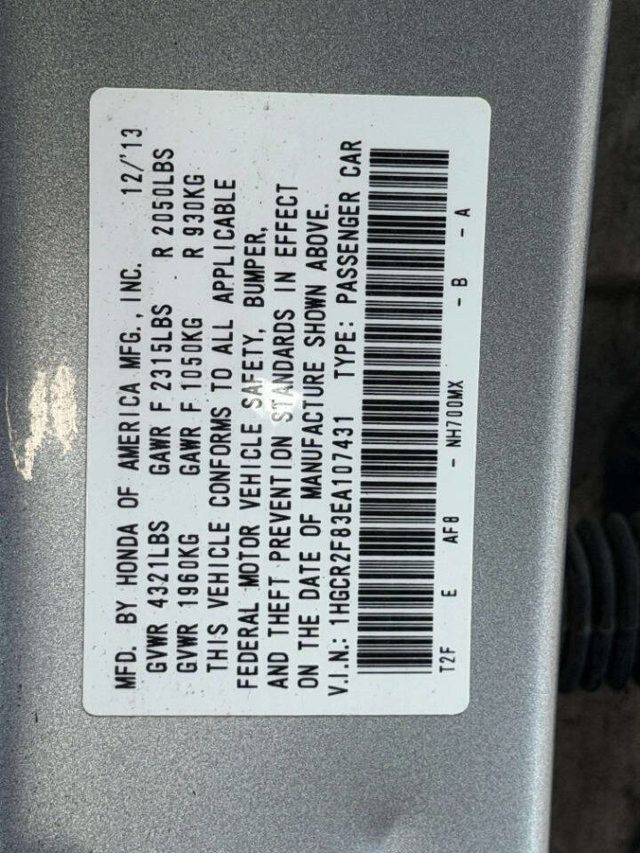 MFD. BY HONDA OF AMERICA MFG., INC. 12/'13
GVWR 4321LBS GAWR F 2315LBS R 2050LBS
GVWR 1960KG GAWR F 1050KG R 930KG
THIS VEHICLE CONFORMS TO ALL APPLICABLE
FEDERAL MOTOR VEHICLE SAFETY, BUMPER,
AND THEFT PREVENTION STANDARDS IN EFFECT
ON THE DATE OF MANUFACTURE SHOWN ABOVE.
V.I.N.: 1HGCR2F83EA107431 TYPE: PASSENGER CAR
T2F E AF8 - NH700MX - B - A